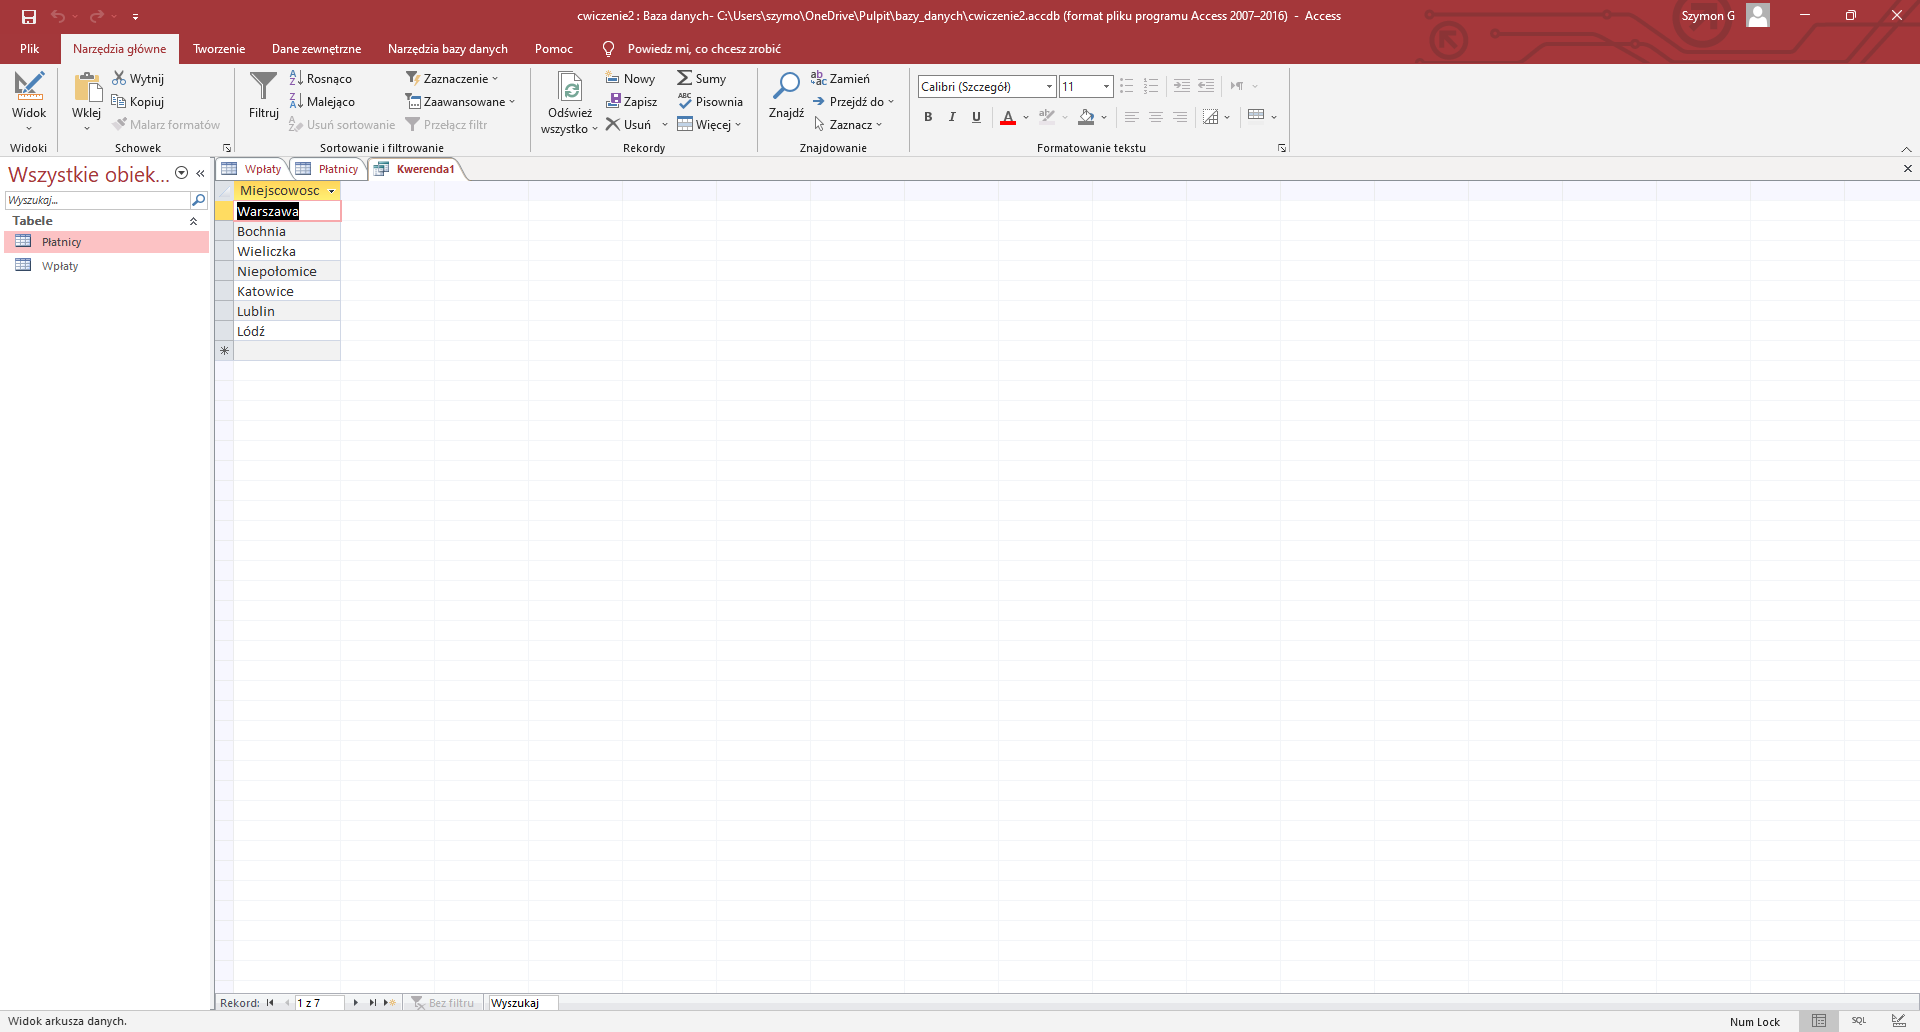 cwiczenie2 : Baza danych- C:\Users\szymo\OneDrive\Pulpit\bazy_danych\cwiczenie2.accdb (format pliku programu Access 2007–2016) - Access
Szymon G
Plik
Narzędzia główne
Tworzenie
Dane zewnętrzne
Narzędzia bazy danych
Pomoc
Powiedz mi, co chcesz zrobić
Widok
Widoki
Wklej
Wytnij
Kopiuj
Malarz formatów
Schowek
Filtruj
Rosnąco
Malejąco
Usuń sortowanie
Zaznaczenie
Zaawansowane
Przełącz filtr
Sortowanie i filtrowanie
Odśwież
wszystko
Nowy
Zapisz
Usuń
Sumy
Pisownia
Więcej
Rekordy
Znajdź
Zamień
Przejdź do
Zaznacz
Znajdowanie
Calibri (Szczegół)
11
B I U
A
Formatowanie tekstu
Wszystkie obiek...
Wyszukaj...
Tabele
Płatnicy
Wpłaty
Wpłaty
Płatnicy
Kwerenda1
Miejscowosc
Warszawa
Bochnia
Wieliczka
Niepołomice
Katowice
Lublin
Lódź
Rekord:
1 z 7
Bez filtru
Wyszukaj
Widok arkusza danych.
Num Lock
SQL